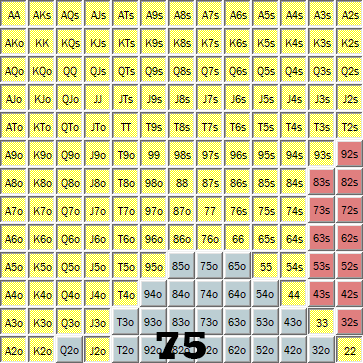 AA AKs AQs AJs ATs A9s A8s A7s A6s A5s A4s A3s A2s
AKo KK KQs KJs KTs K9s K8s K7s K6s K5s K4s K3s K2s
AQo KQo QQ QJs QTs Q9s Q8s Q7s Q6s Q5s Q4s Q3s Q2s
AJo KJo QJo JJ JTs J9s J8s J7s J6s J5s J4s J3s J2s
ATo KTo QTo JTo TT T9s T8s T7s T6s T5s T4s T3s T2s
A9o K9o Q9o J9o T9o 99 98s 97s 96s 95s 94s 93s 92s
A8o K8o Q8o J8o T8o 98o 88 87s 86s 85s 84s 83s 82s
A7o K7o Q7o J7o T7o 97o 87o 77 76s 75s 74s 73s 72s
A6o K6o Q6o J6o T6o 96o 86o 76o 66 65s 64s 63s 62s
A5o K5o Q5o J5o T5o 95o 85o 75o 65o 55 54s 53s 52s
A4o K4o Q4o J4o T4o 94o 84o 74o 64o 54o 44 43s 42s
A3o K3o Q3o J3o T3o 93o 83o 73o 63o 53o 43o 33 32s
A2o K2o Q2o J2o T2o 62o 52o 42o 32o 22
75